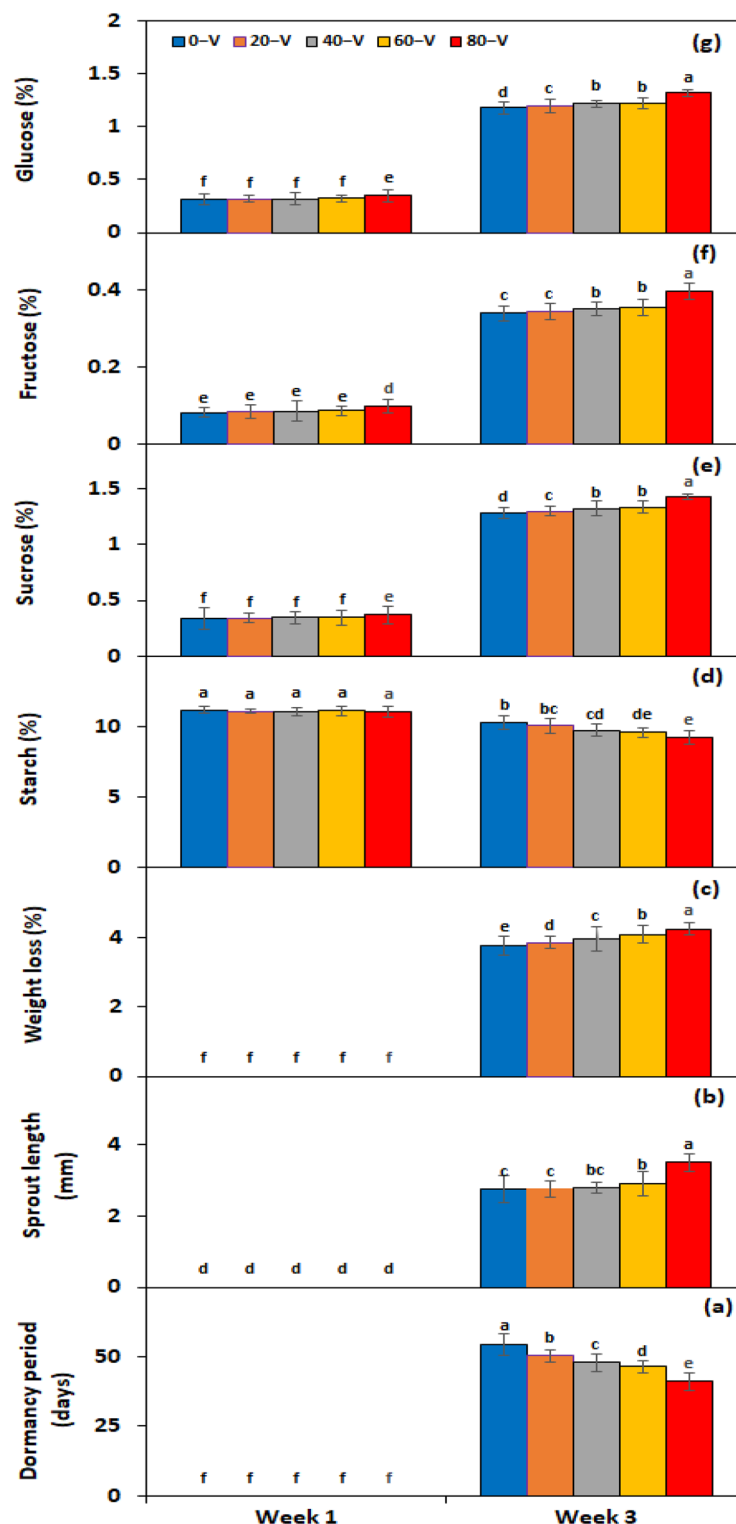 2
0–V 20–V 40–V 60–V 80–V (g)
1.5
a
d c b b
1
Glucose (%)
0.5
f f f f e
0
(f)
a
0.4
c c b b
Fructose (%)
0.2
e e e e d
0
(e)
a
1.5
d c b b
1
Sucrose (%)
0.5
f f f f e
0
(d)
a a a a a
b bc cd de e
10
Starch (%)
5
0
(c)
e d c b a
4
Weight loss (%)
2
f f f f f
0
(b)
4
c c bc b a
Sprout length
(mm)
2
d d d d d
0
(a)
a b c d e
50
Dormancy period
(days)
25
f f f f f
0
Week 1 Week 3